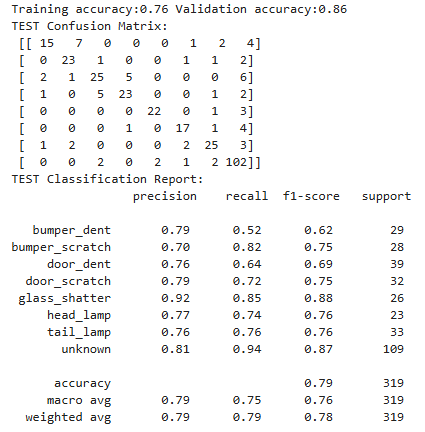 Training accuracy:0.76 Validation accuracy:0.86
TEST Confusion Matrix:
[[ 15 7 0 0 0 1 2 4]
[ 0 23 1 0 0 1 1 2]
[ 2 1 25 5 0 0 0 6]
[ 1 0 5 23 0 0 1 2]
[ 0 0 0 0 22 0 1 3]
[ 0 0 0 1 0 17 1 4]
[ 1 2 0 0 0 2 25 3]
[ 0 0 2 0 2 1 2 102]]
TEST Classification Report:
precision recall f1-score support
bumper_dent 0.79 0.52 0.62 29
bumper_scratch 0.70 0.82 0.75 28
door_dent 0.76 0.64 0.69 39
door_scratch 0.79 0.72 0.75 32
glass_shatter 0.92 0.85 0.88 26
head_lamp 0.77 0.74 0.76 23
tail_lamp 0.76 0.76 0.76 33
unknown 0.81 0.94 0.87 109
accuracy 0.79 319
macro avg 0.79 0.75 0.76 319
weighted avg 0.79 0.79 0.78 319